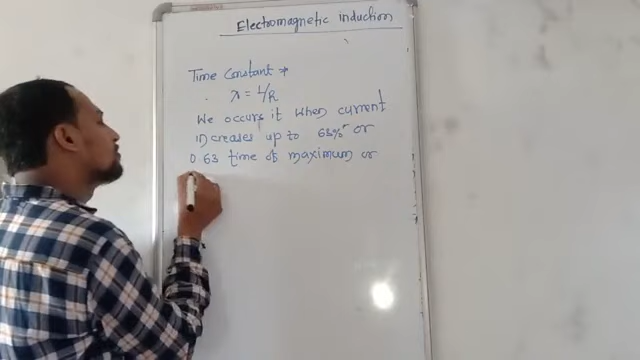 Electromagnetic induction
Time Constant *
λ = L/R
We occurs it when current
increases up to 63% or
0 63 time of maximum or